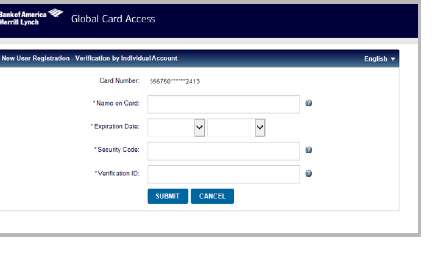 Bank of America
Merrill Lynch
Global Card Access
New User Registration - Verification by Individual Account
English
Card Number: 556750******2413
*Name on Card:
*Expiration Date:
*Security Code:
*Verification ID:
SUBMIT CANCEL